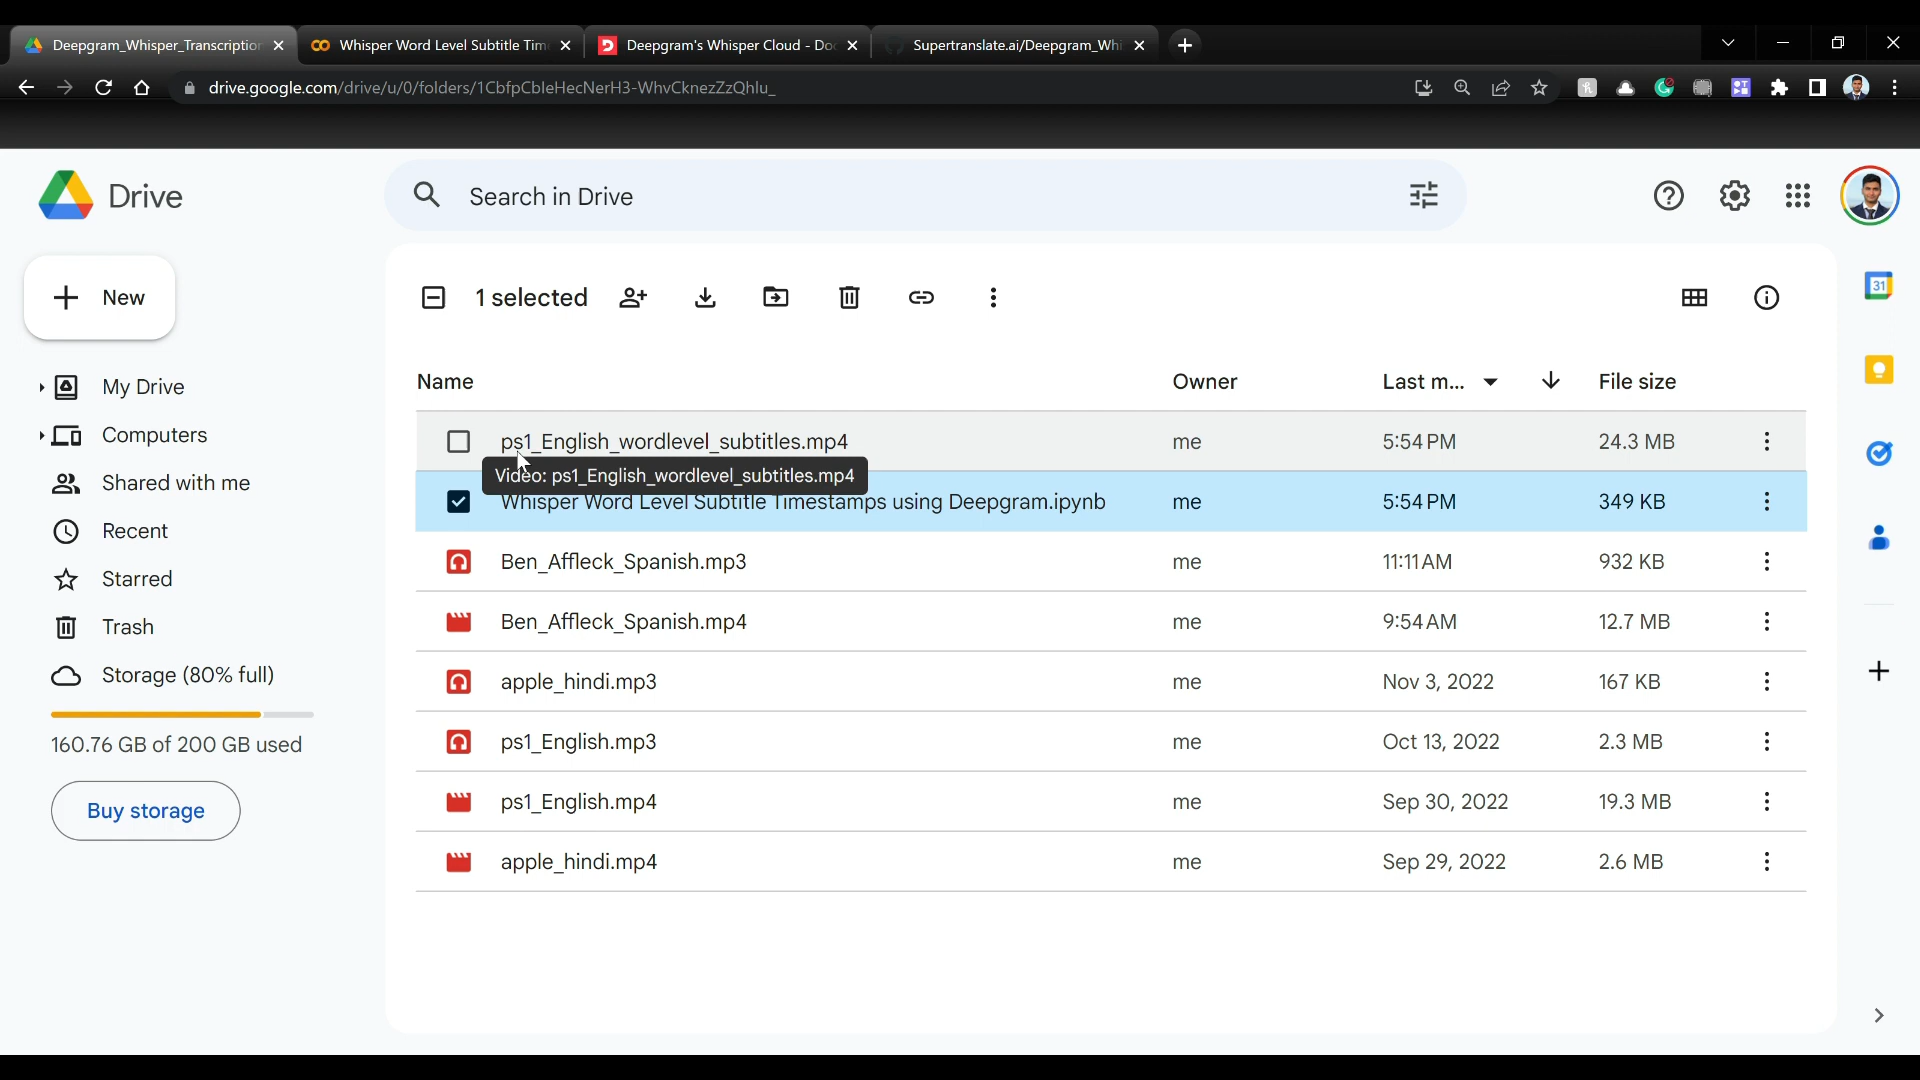 Deepgram_Whisper_Transcription
Whisper Word Level Subtitle Tim
Deepgram's Whisper Cloud - Doc
Supertranslate.ai/Deepgram_Whi
drive.google.com/drive/u/0/folders/1CbfpCbleHecNerH3-WhvCknezZzQhlu_
Drive
Search in Drive
New
1 selected
31
Name Owner Last m... File size
My Drive
Computers
Shared with me
Recent
Starred
Trash
Storage (80% full)
160.76 GB of 200 GB used
Buy storage
ps1_English_wordlevel_subtitles.mp4 me 5:54 PM 24.3 MB
Video: ps1_English_wordlevel_subtitles.mp4
Whisper Word Level Subtitle Timestamps using Deepgram.ipynb me 5:54 PM 349 KB
Ben_Affleck_Spanish.mp3 me 11:11 AM 932 KB
Ben_Affleck_Spanish.mp4 me 9:54 AM 12.7 MB
apple_hindi.mp3 me Nov 3, 2022 167 KB
ps1_English.mp3 me Oct 13, 2022 2.3 MB
ps1_English.mp4 me Sep 30, 2022 19.3 MB
apple_hindi.mp4 me Sep 29, 2022 2.6 MB